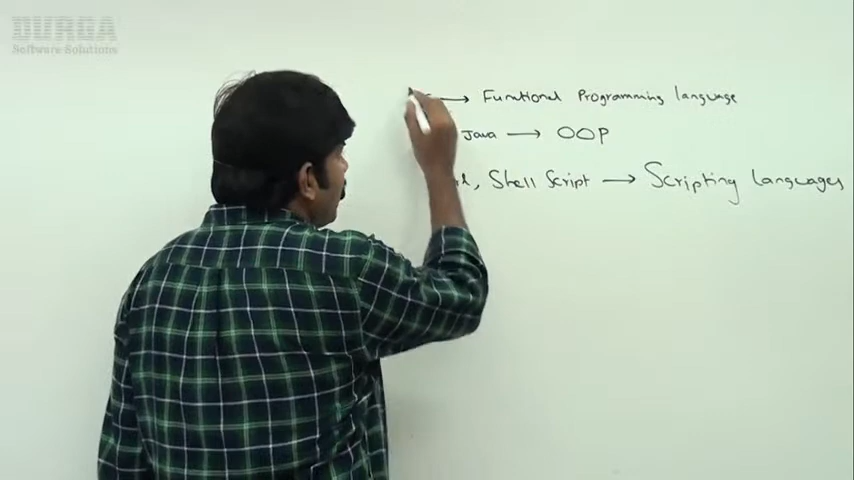 DURGA
Software Solutions
→ Functional Programming language
Java → OOP
l, Shell Script → Scripting Languages